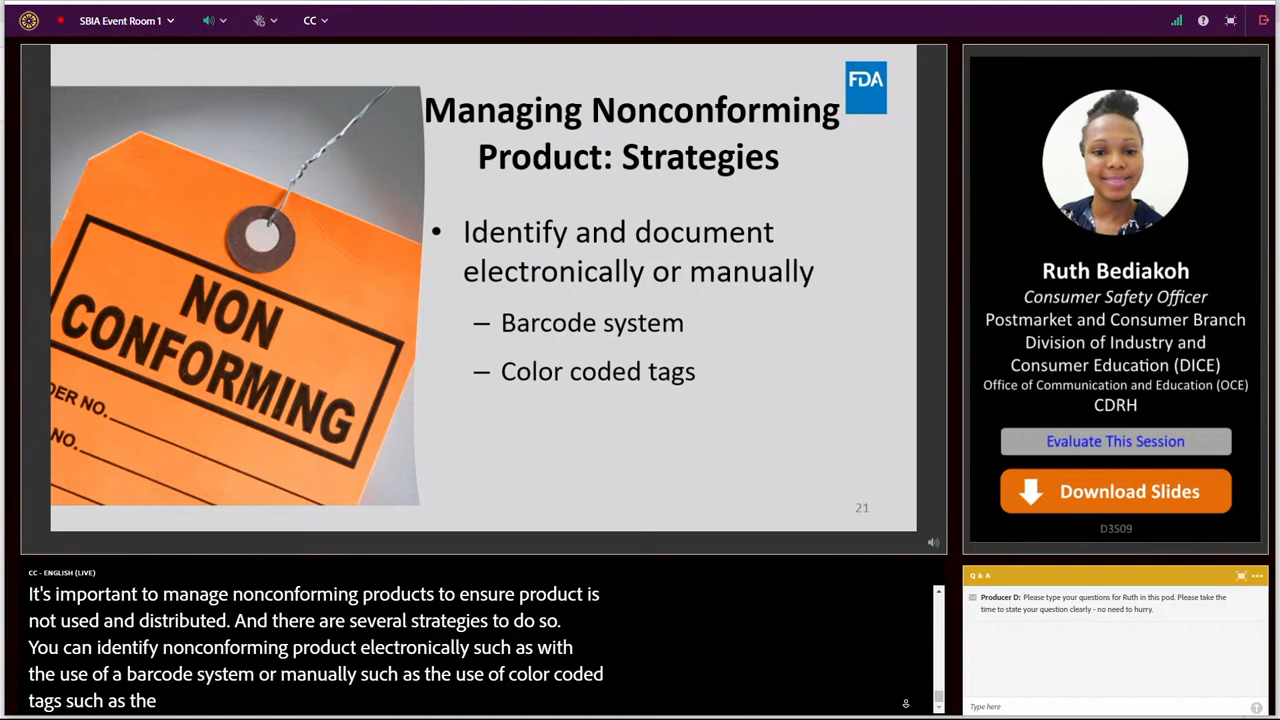 SBIA Event Room 1
CC
FDA
Managing Nonconforming
Product: Strategies
• Identify and document
electronically or manually
– Barcode system
– Color coded tags
NON
CONFORMING
DER NO.
NO.
21
Ruth Bediakoh
Consumer Safety Officer
Postmarket and Consumer Branch
Division of Industry and
Consumer Education (DICE)
Office of Communication and Education (OCE)
CDRH
Evaluate This Session
Download Slides
D3S09
CC - ENGLISH (LIVE)
It's important to manage nonconforming products to ensure product is
not used and distributed. And there are several strategies to do so.
You can identify nonconforming product electronically such as with
the use of a barcode system or manually such as the use of color coded
tags such as the
Q & A
Producer D: Please type your questions for Ruth in this pod. Please take the
time to state your question clearly - no need to hurry.
Type here